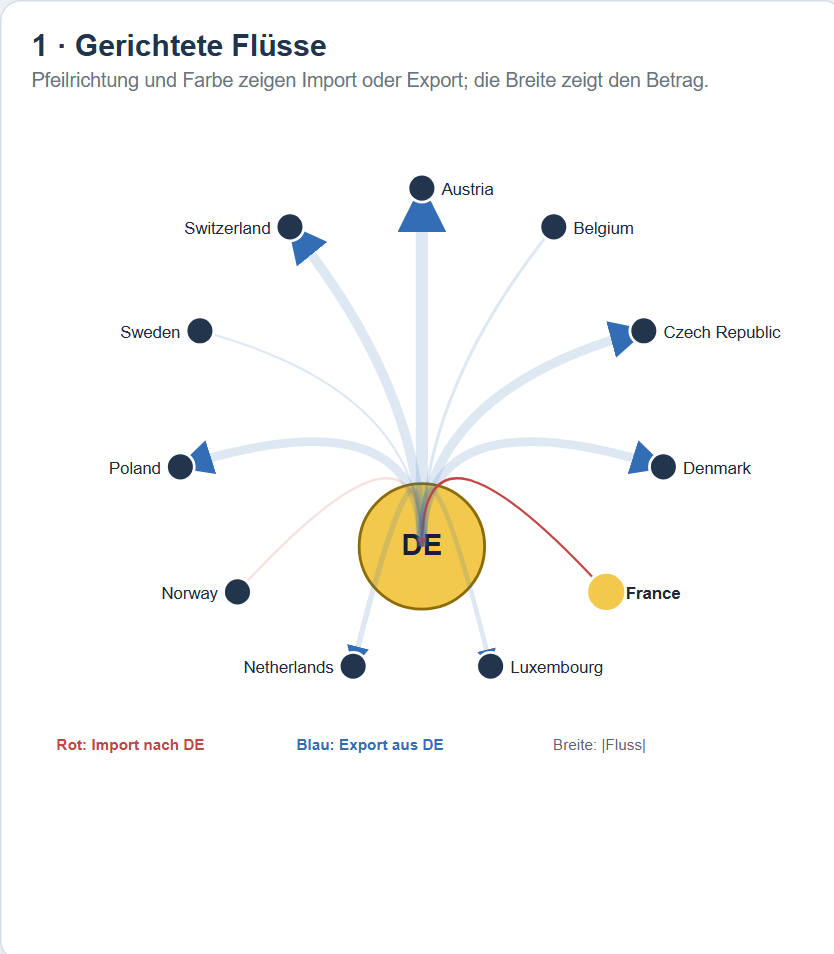 1 · Gerichtete Flüsse
Pfeilrichtung und Farbe zeigen Import oder Export; die Breite zeigt den Betrag.
Austria
Switzerland
Belgium
Sweden
Czech Republic
Poland
Denmark
DE
Norway
France
Netherlands
Luxembourg
Rot: Import nach DE
Blau: Export aus DE
Breite: |Fluss|